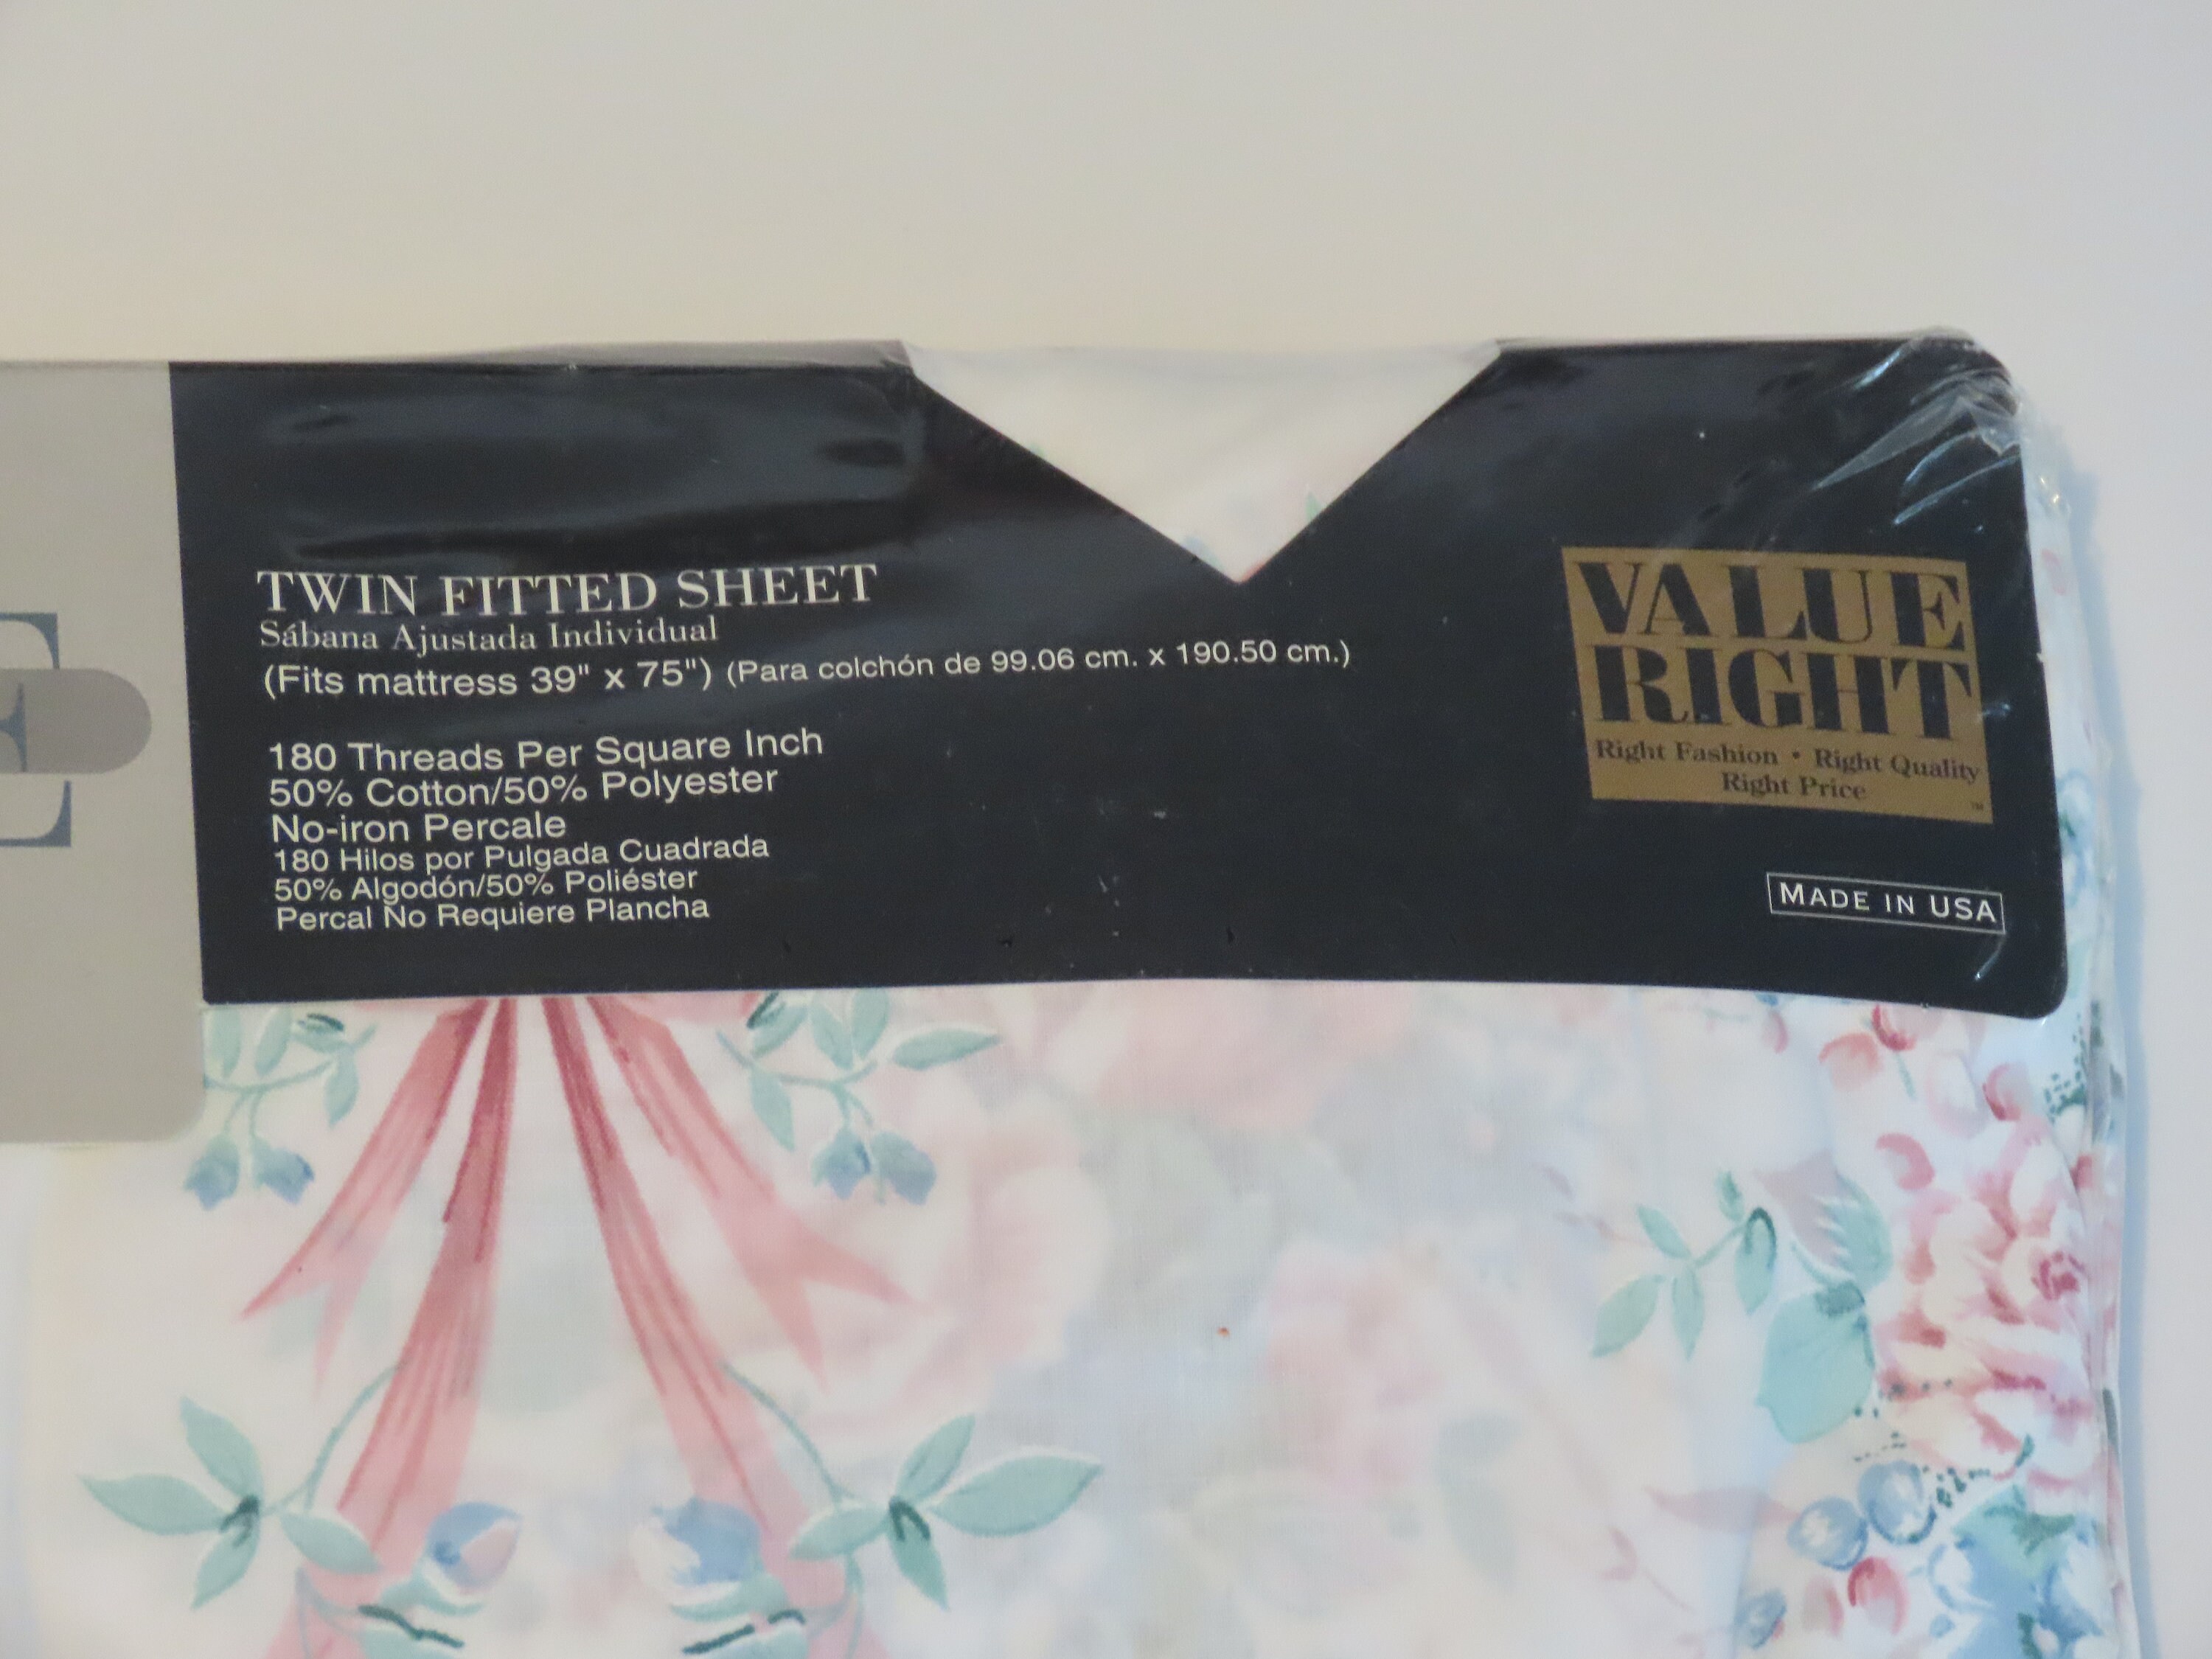 TWIN FITTED SHEET
Sábana Ajustada Individual
(Fits mattress 39" x 75") (Para colchón de 99.06 cm. x 190.50 cm.)
180 Threads Per Square Inch
50% Cotton/50% Polyester
No-iron Percale
180 Hilos por Pulgada Cuadrada
50% Algodón/50% Poliéster
Percal No Requiere Plancha
VALUE
RIGHT
Right Fashion • Right Quality
Right Price
™
MADE IN USA
E